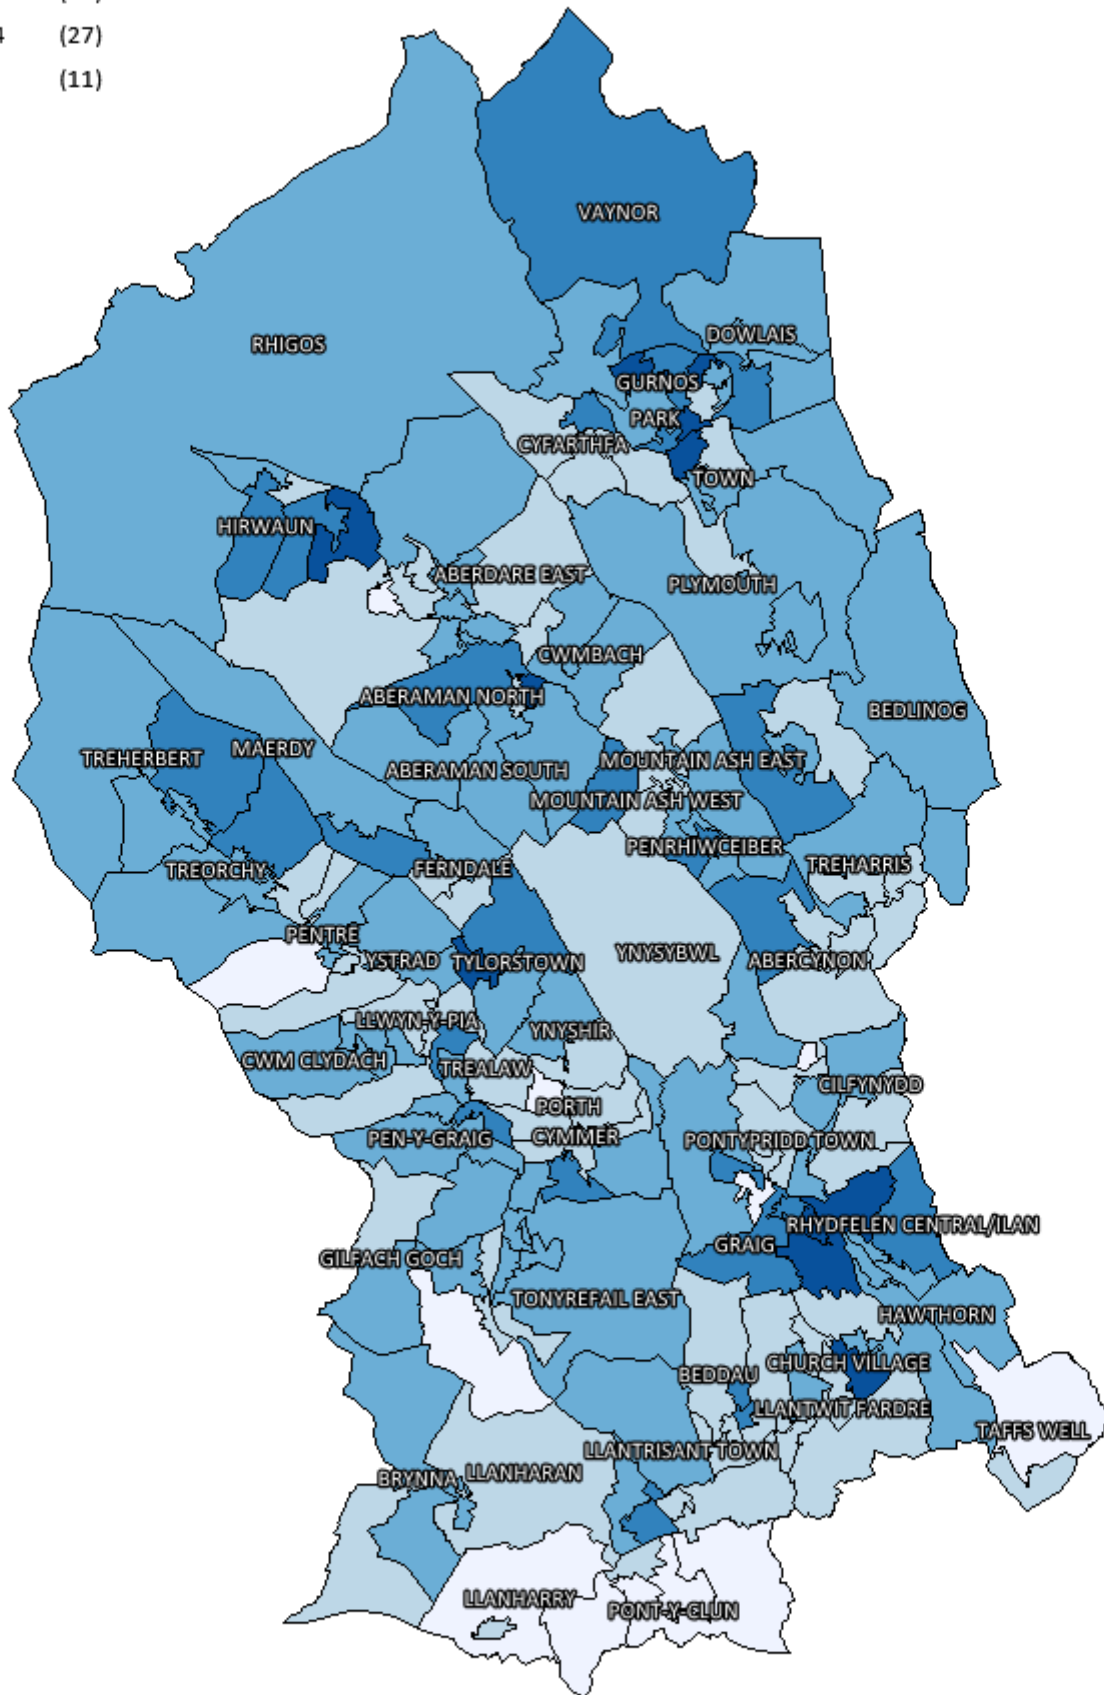 4 (27)
(11)
VAYNOR
RHIGOS
DOWLAIS
GURNOS
PARK
CYFARTHFA
TOWN
HIRWAUN
ABERDARE EAST
PLYMOUTH
CWMBACH
ABERAMAN NORTH
BEDLINOG
MAERDY
TREHERBERT
MOUNTAIN ASH EAST
ABERAMAN SOUTH
MOUNTAIN ASH WEST
PENRHIWCEIBER
TREHARRIS
FERNDALE
TREORCHY
PENTRE
YNYSYBWL
YSTRAD
TYLORSTOWN
ABERCYNON
LLWYN-Y-PIA
YNYSHIR
CWM CLYDACH
TREALAW
CILFYNYDD
PORTH
PEN-Y-GRAIG
CYMMER
PONTYPRIDD TOWN
RHYDFELEN CENTRAL/ILAN
GRAIG
GILFACH GOCH
TONYREFAIL EAST
HAWTHORN
CHURCH VILLAGE
BEDDAU
LLANTWIT FARDRE
TAFFS WELL
LLANTRISANT TOWN
LLANHARAN
BRYNNA
LLANHARRY
PONT-Y-CLUN